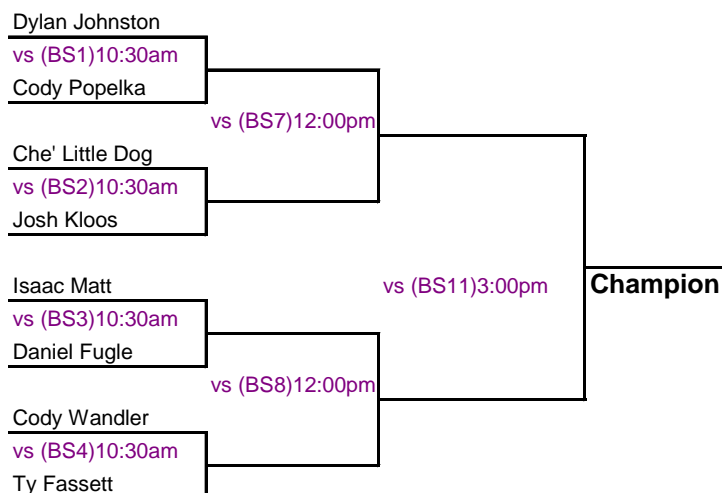 Dylan Johnston
vs (BS1)10:30am
Cody Popelka
vs (BS7)12:00pm
Che' Little Dog
vs (BS2)10:30am
Josh Kloos
Isaac Matt
vs (BS11)3:00pm
Champion
vs (BS3)10:30am
Daniel Fugle
vs (BS8)12:00pm
Cody Wandler
vs (BS4)10:30am
Ty Fassett